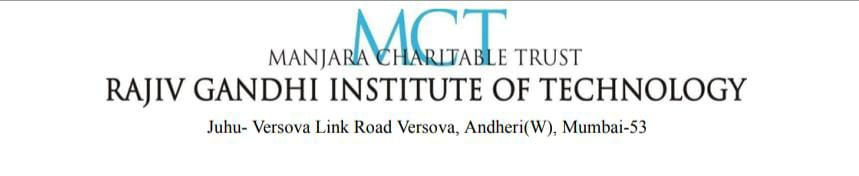 MCT
MANJARA CHARITABLE TRUST
RAJIV GANDHI INSTITUTE OF TECHNOLOGY
Juhu- Versova Link Road Versova, Andheri(W), Mumbai-53